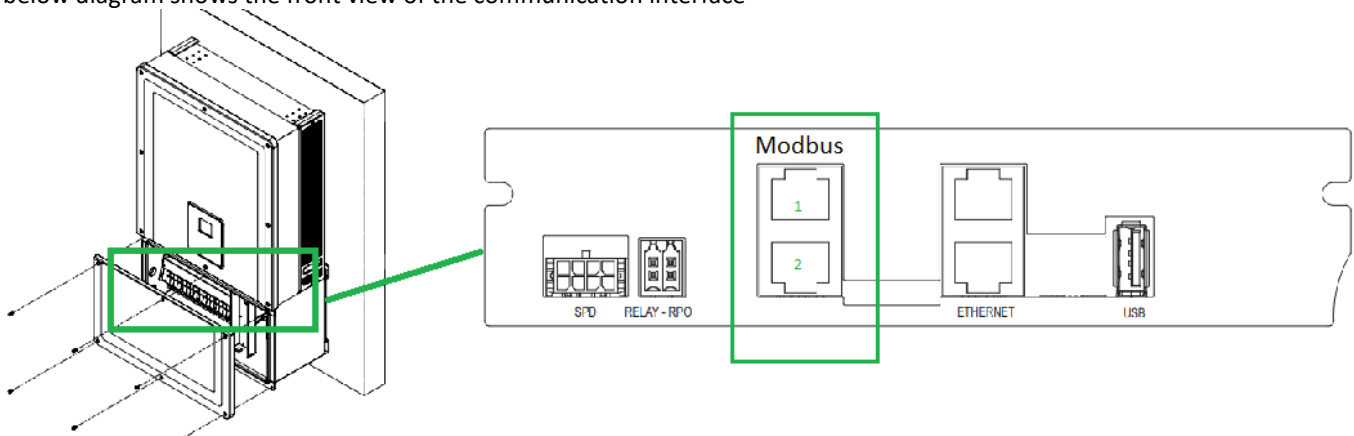 below diagram shows the front view of the communication interface
Modbus
1
2
SPD
RELAY - RPO
ETHERNET
USB